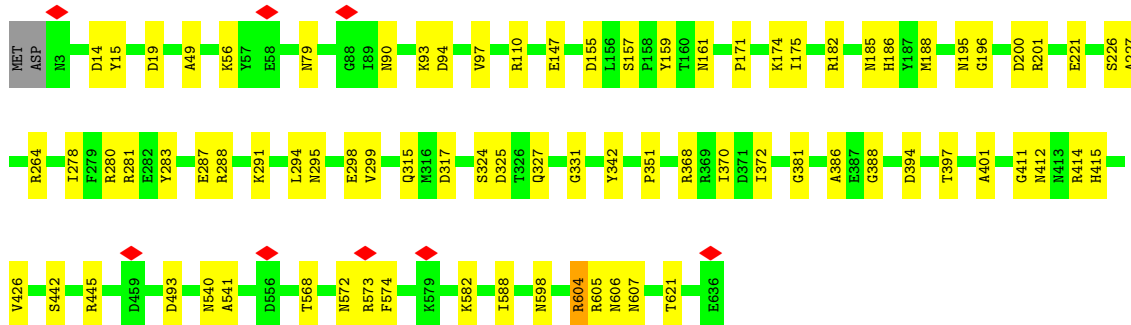 MET ASP N3 D14 Y15 D19 A49 K56 Y57 E58 N79 G88 I89 N90 K93 D94 V97 R110 E147 D155 L156 S157 P158 Y159 T160 N161 P171 K174 I175 R182 N185 H186 Y187 M188 N195 G196 D200 R201 E221 S226 A227
R264 I278 F279 R280 R281 E282 Y283 E287 R288 K291 L294 N295 E298 V299 Q315 M316 D317 S324 D325 T326 Q327 G331 Y342 P351 R368 R369 I370 D371 I372 G381 A386 E387 G388 D394 T397 A401 G411 N412 N413 R414 H415
V426 S442 R445 D459 D493 N540 A541 D556 T568 N572 R573 F574 K579 K582 I588 N598 R604 R605 N606 N607 T621 E636